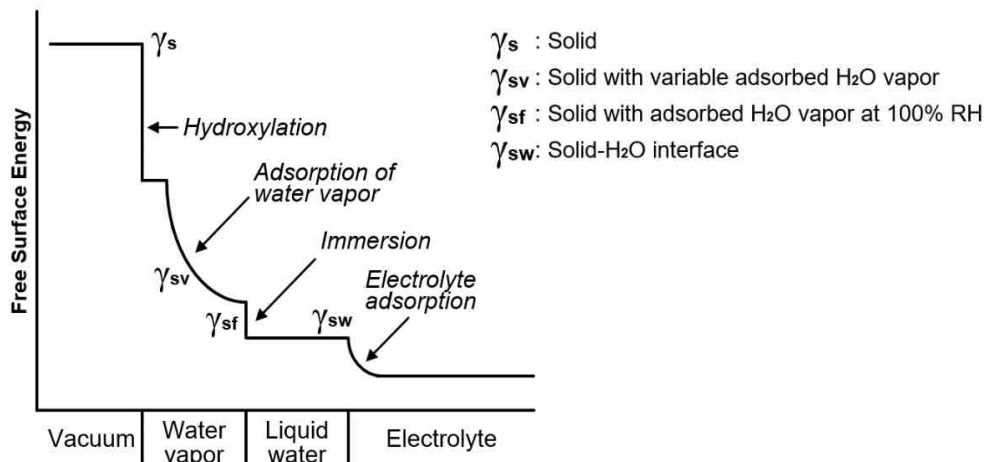 γs
Hydroxylation
Adsorption of
water vapor
Immersion
γsv
γsf
γsw
Electrolyte
adsorption
Free Surface Energy
Vacuum
Water
vapor
Liquid
water
Electrolyte
γs : Solid
γsv : Solid with variable adsorbed H₂O vapor
γsf : Solid with adsorbed H₂O vapor at 100% RH
γsw: Solid-H₂O interface